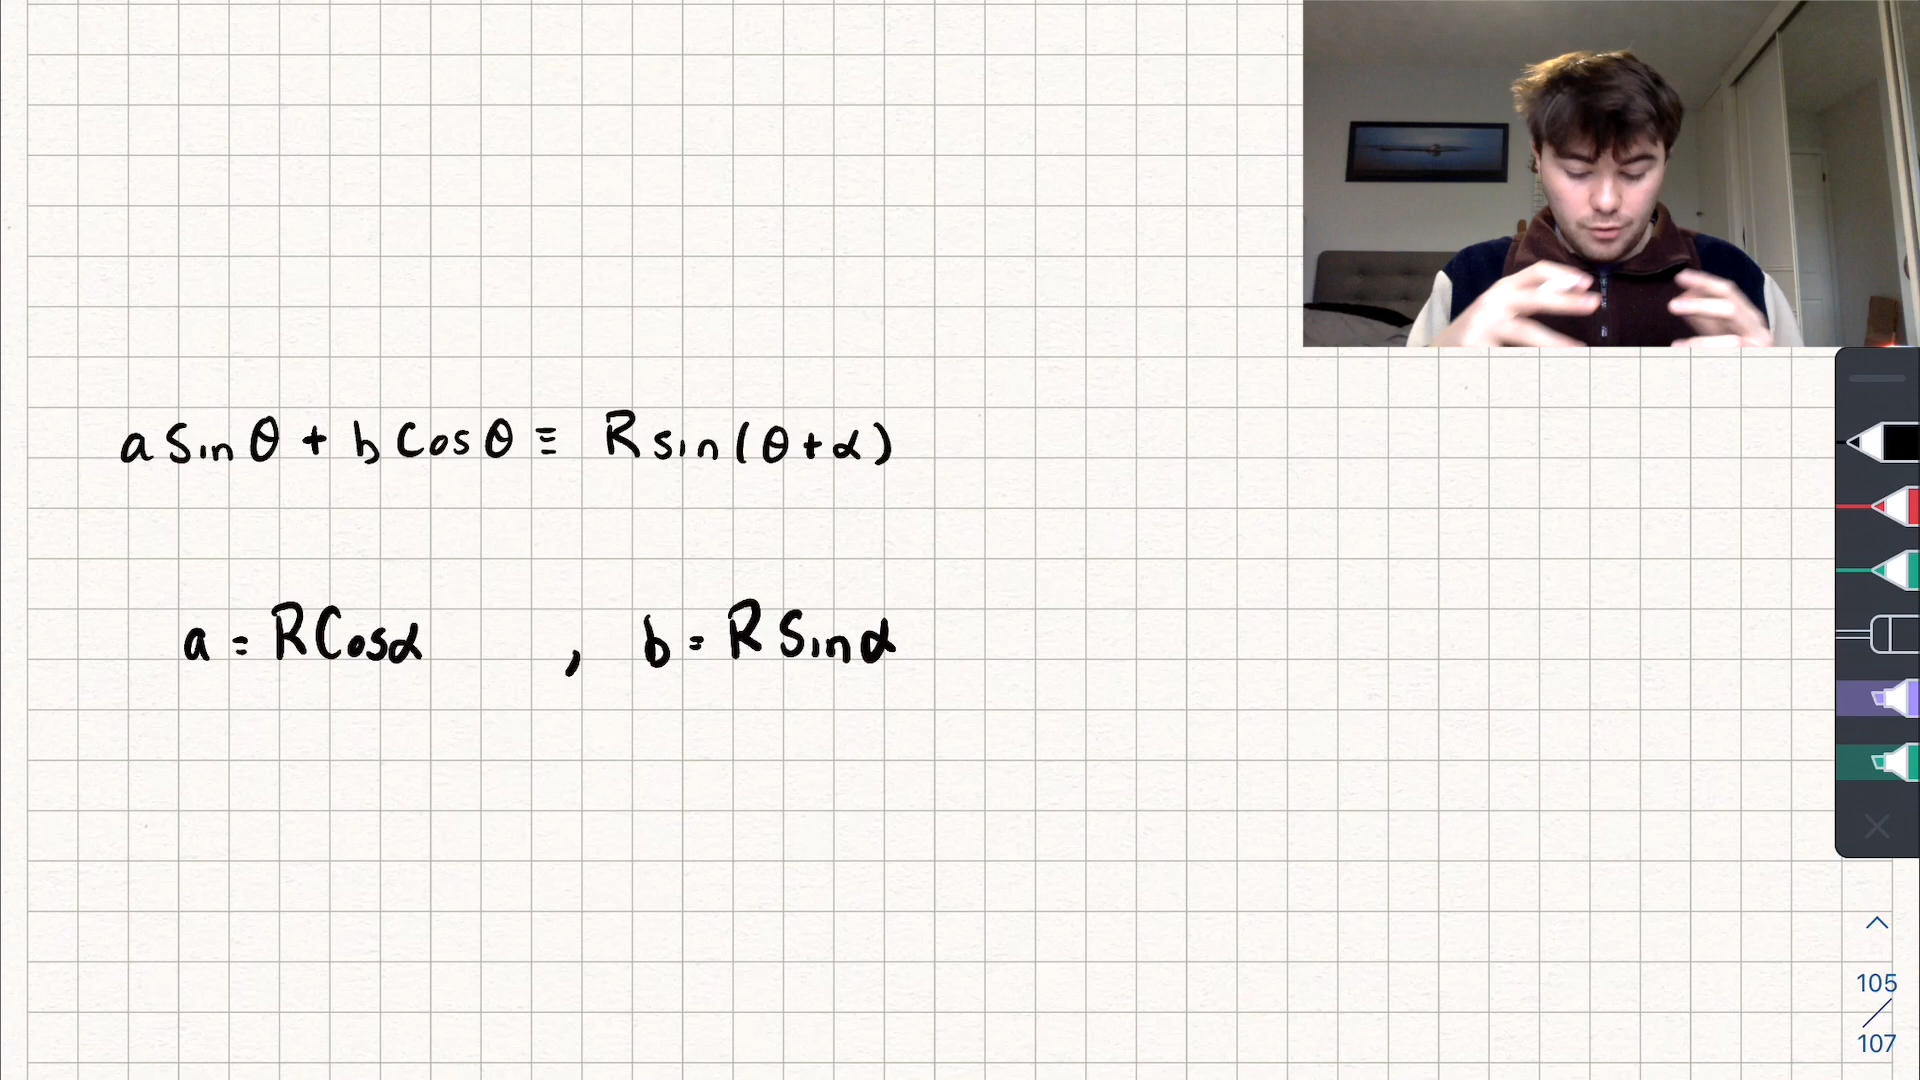 a Sin θ + b Cos θ ≡ R sin (θ + α)
a = R Cos α , b = R Sin α
105
/
107